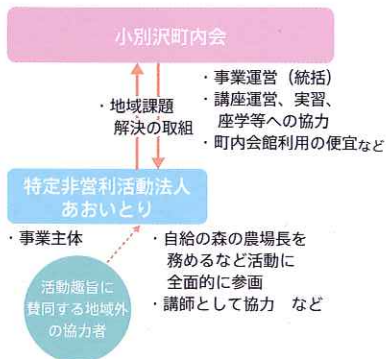 小別沢町内会
・地域課題
解決の取組
・事業運営（統括）
・講座運営、実習、
座学等への協力
・町内会館利用の便宜など
特定非営利活動法人
あおいとり
・事業主体
・自給の森の農場長を
務めるなど活動に
全面的に参画
・講師として協力　など
活動趣旨に
賛同する地域外
の協力者